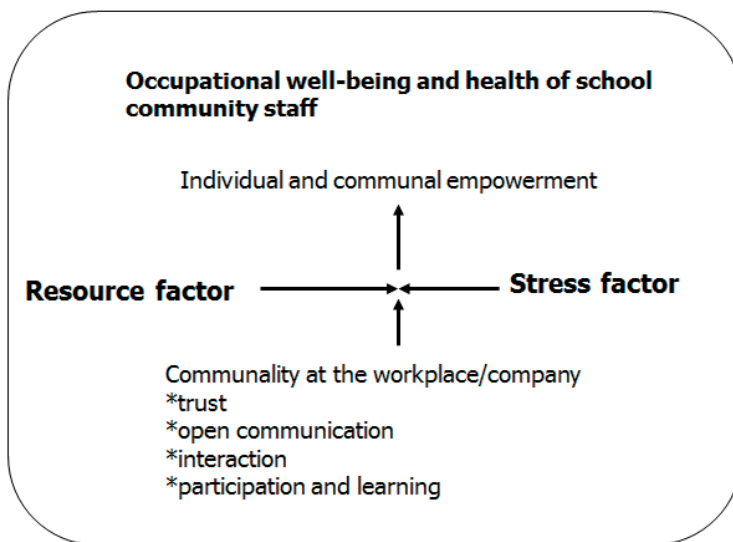 Occupational well-being and health of school
community staff
Individual and communal empowerment
Resource factor
Stress factor
Communality at the workplace/company
*trust
*open communication
*interaction
*participation and learning